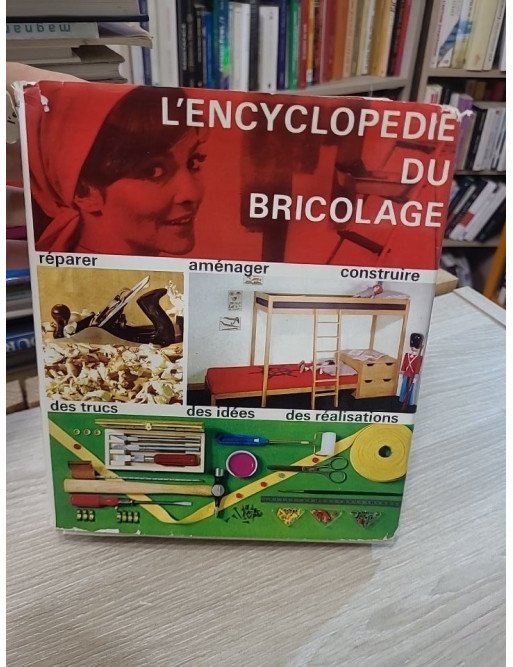 L'ENCYCLOPEDIE
DU
BRICOLAGE
réparer aménager construire
des trucs des idées des réalisations